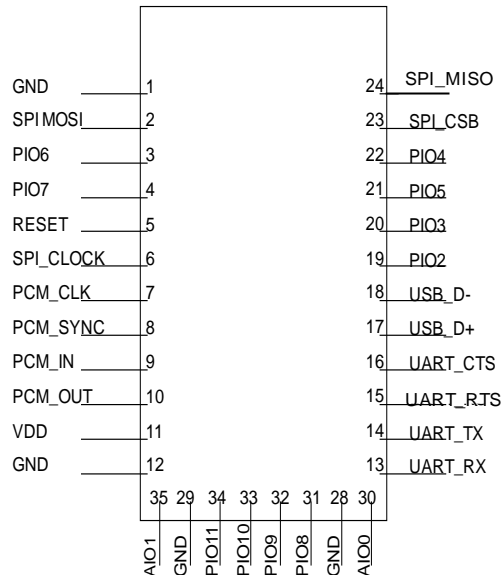 GND 1 24 SPI_MISO
SPI MOSI 2 23 SPI_CSB
PIO6 3 22 PIO4
PIO7 4 21 PIO5
RESET 5 20 PIO3
SPI_CLOCK 6 19 PIO2
PCM_CLK 7 18 USB_D-
PCM_SYNC 8 17 USB_D+
PCM_IN 9 16 UART_CTS
PCM_OUT 10 15 UART_RTS
VDD 11 14 UART_TX
GND 12 13 UART_RX
35 29 34 33 32 31 28 30
AIO1 GND PIO11 PIO10 PIO9 PIO8 GND AIO0